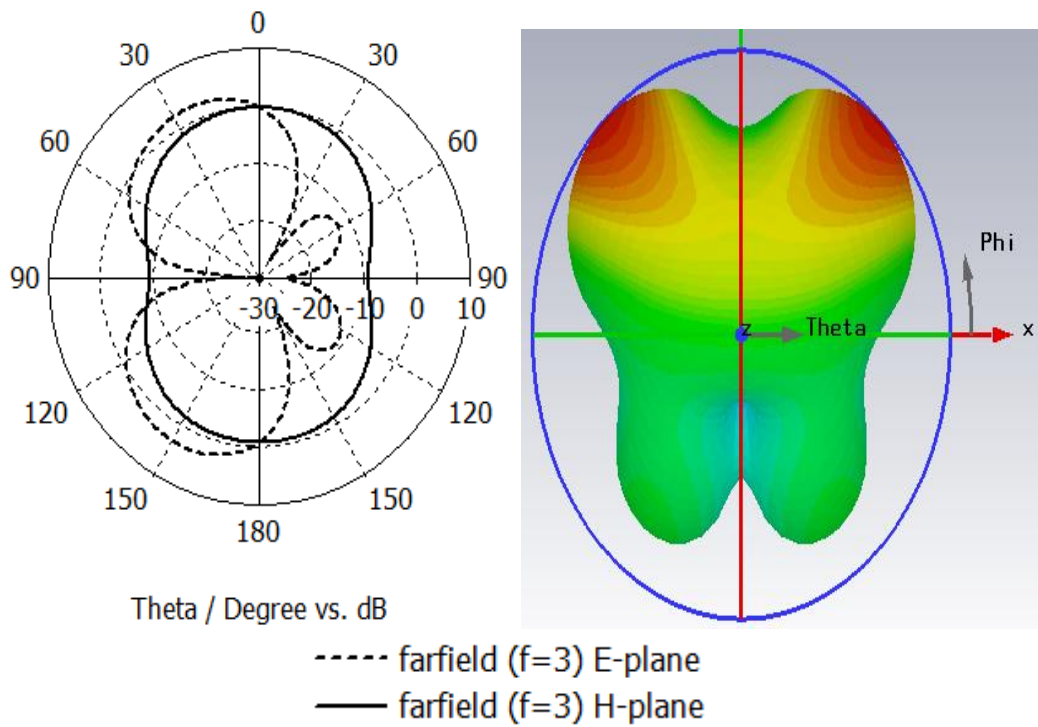 0
30 30
60 60
90 -30 -20 -10 0 10 90
120 120
150 150
180
Theta / Degree vs. dB
Phi
z Theta x
farfield (f=3) E-plane
farfield (f=3) H-plane